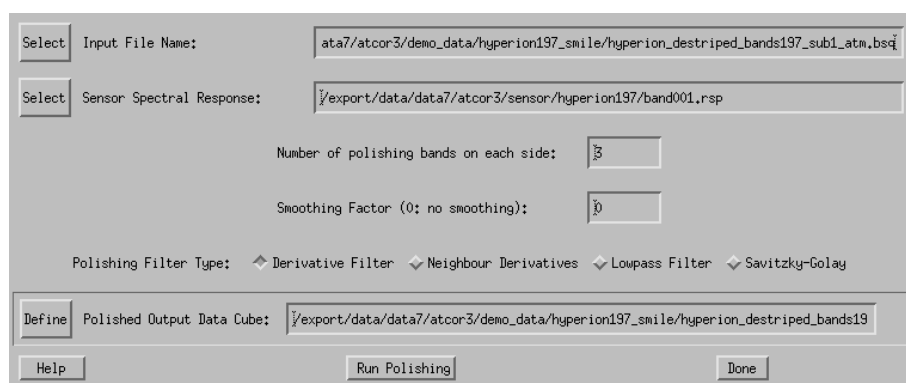 Select Input File Name: ata7/atcor3/demo_data/hyperion197_smile/hyperion_destriped_bands197_sub1_atm.bsq
Select Sensor Spectral Response: /export/data/data7/atcor3/sensor/hyperion197/band001.rsp
Number of polishing bands on each side: 3
Smoothing Factor (0: no smoothing): 0
Polishing Filter Type: Derivative Filter Neighbour Derivatives Lowpass Filter Savitzky-Golay
Define Polished Output Data Cube: /export/data/data7/atcor3/demo_data/hyperion197_smile/hyperion_destriped_bands19
Help Run Polishing Done